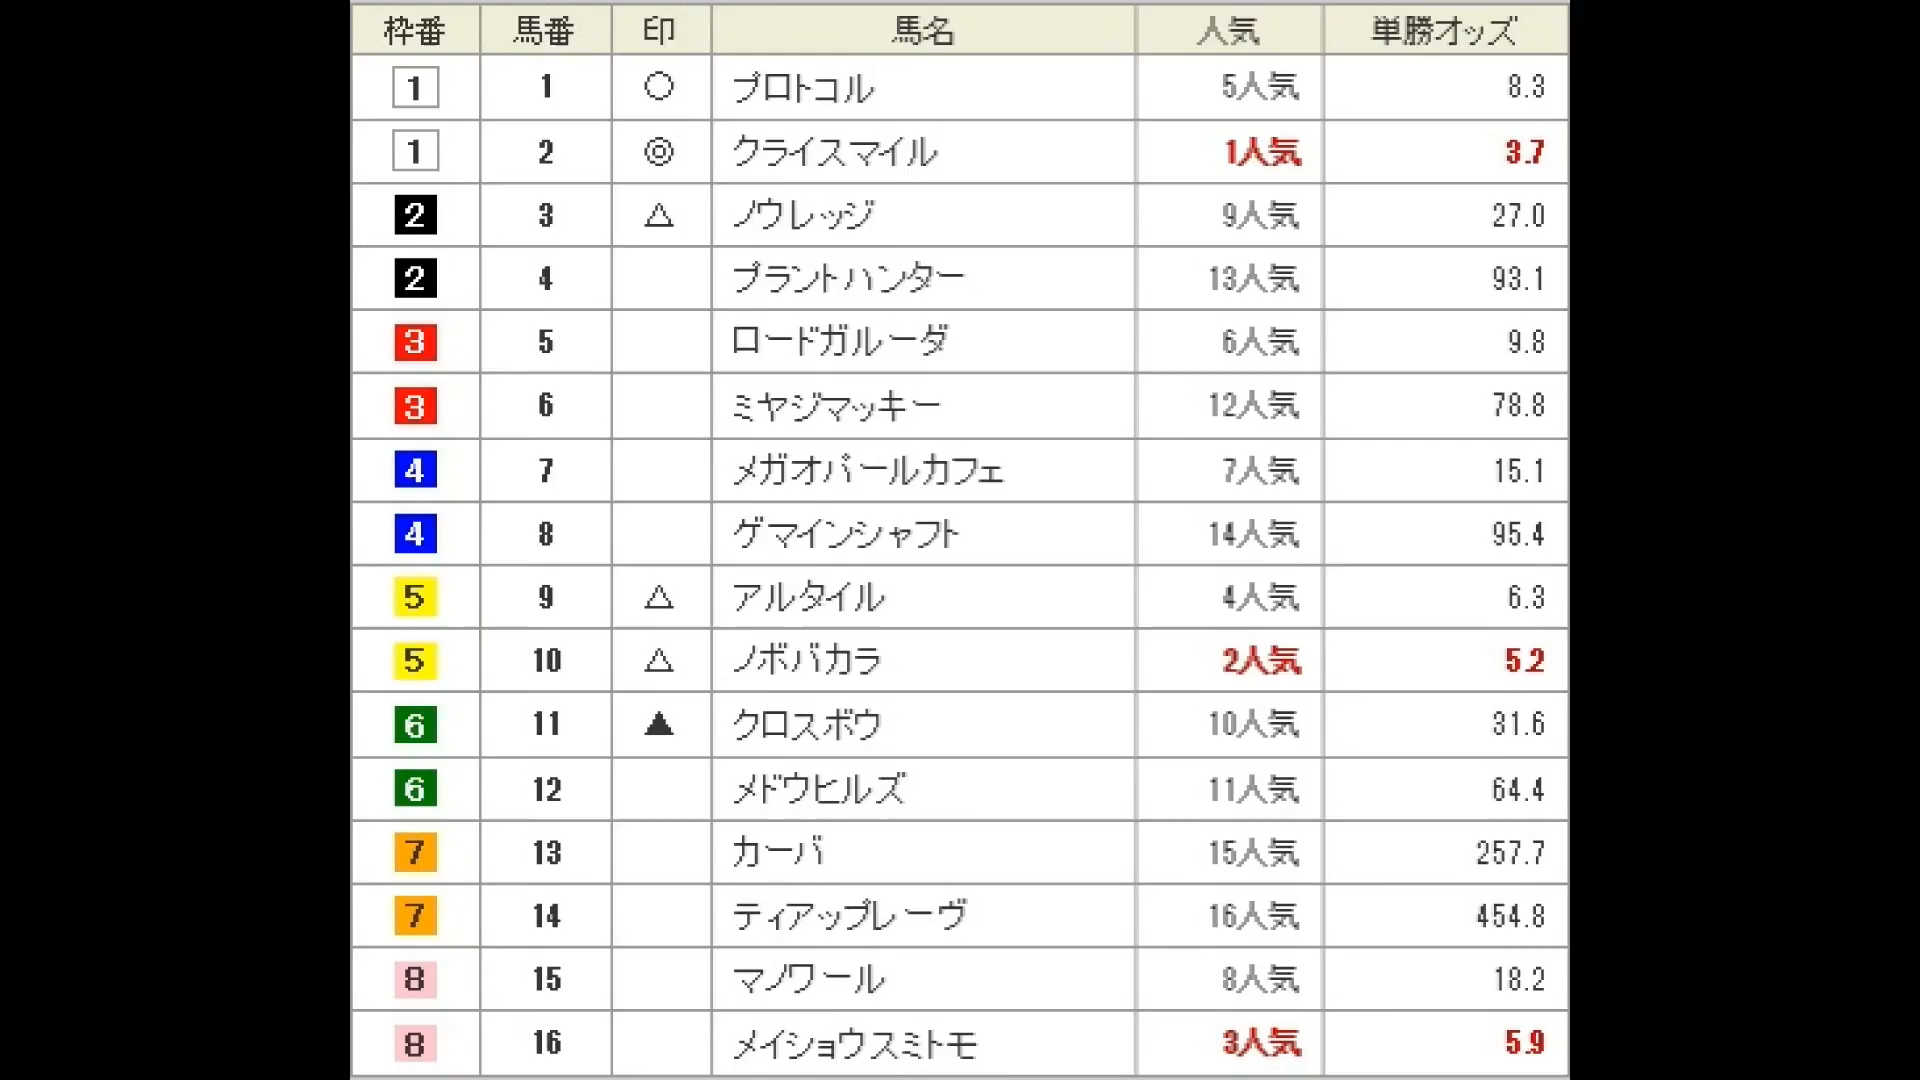 枠番 馬番 印 馬名 人気 単勝オッズ
1 1 ○ プロトコル 5人気 8.3
1 2 ◎ クライスマイル 1人気 3.7
2 3 △ ノウレッジ 9人気 27.0
2 4 プラントハンター 13人気 93.1
3 5 ロードガルーダ 6人気 9.8
3 6 ミヤジマッキー 12人気 78.8
4 7 メガオパールカフェ 7人気 15.1
4 8 ゲマインシャフト 14人気 95.4
5 9 △ アルタイル 4人気 6.3
5 10 △ ノボバカラ 2人気 5.2
6 11 ▲ クロスボウ 10人気 31.6
6 12 メドウヒルズ 11人気 64.4
7 13 カーバ 15人気 257.7
7 14 ティアップレーヴ 16人気 454.8
8 15 マノワール 8人気 18.2
8 16 メイショウスミトモ 3人気 5.9